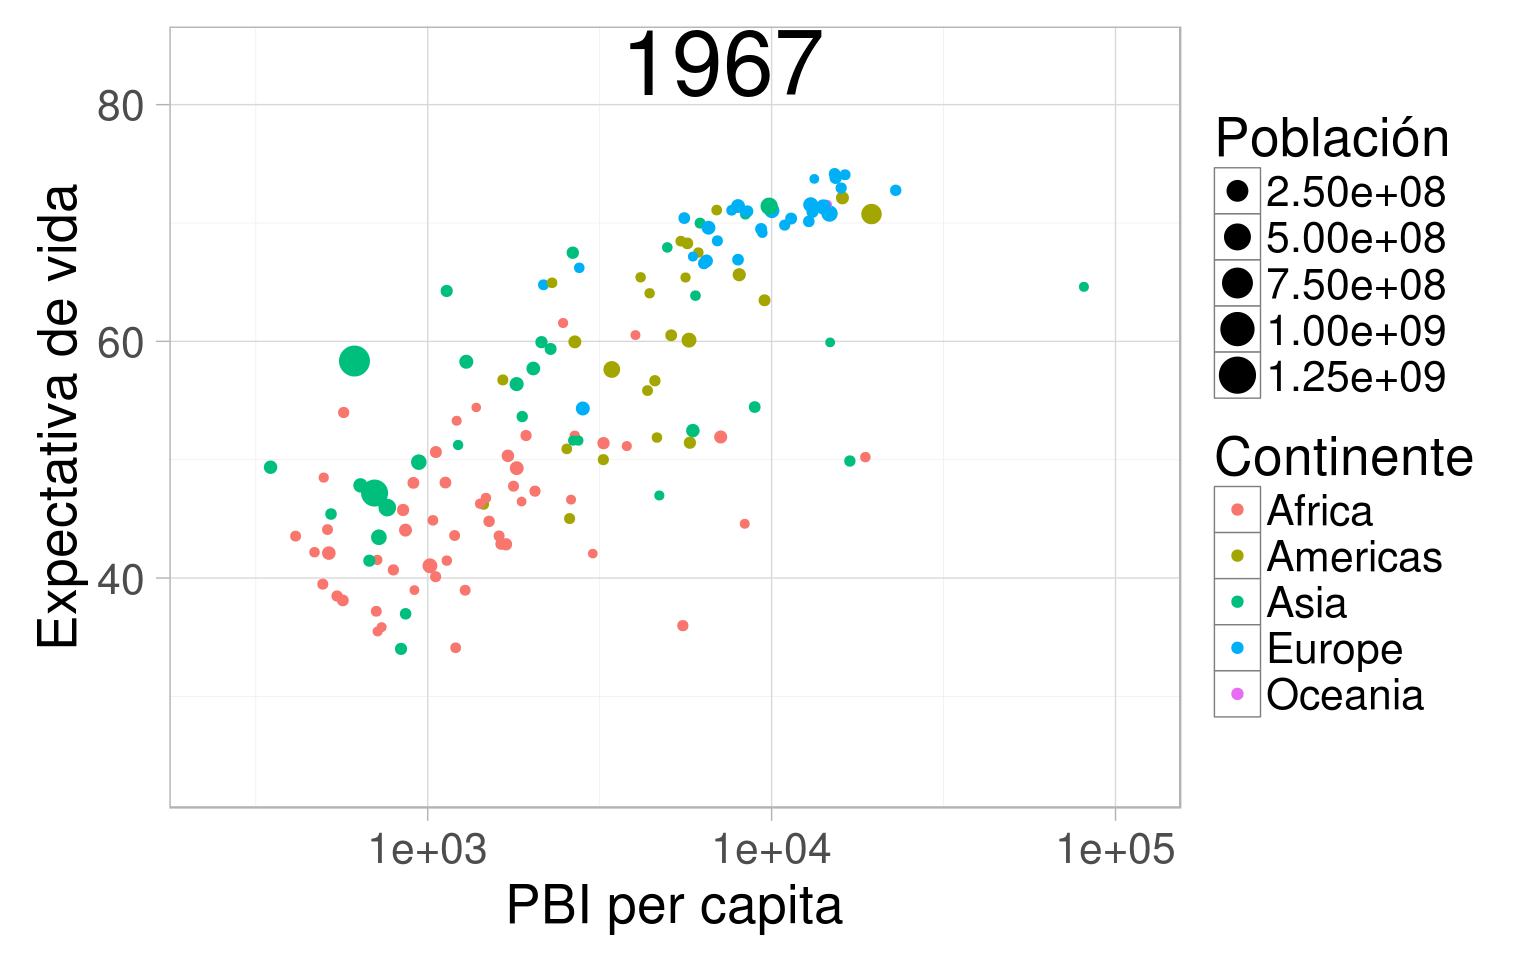 1967
Expectativa de vida
80
60
40
1e+03
1e+04
1e+05
PBI per capita
Población
2.50e+08
5.00e+08
7.50e+08
1.00e+09
1.25e+09
Continente
Africa
Americas
Asia
Europe
Oceania